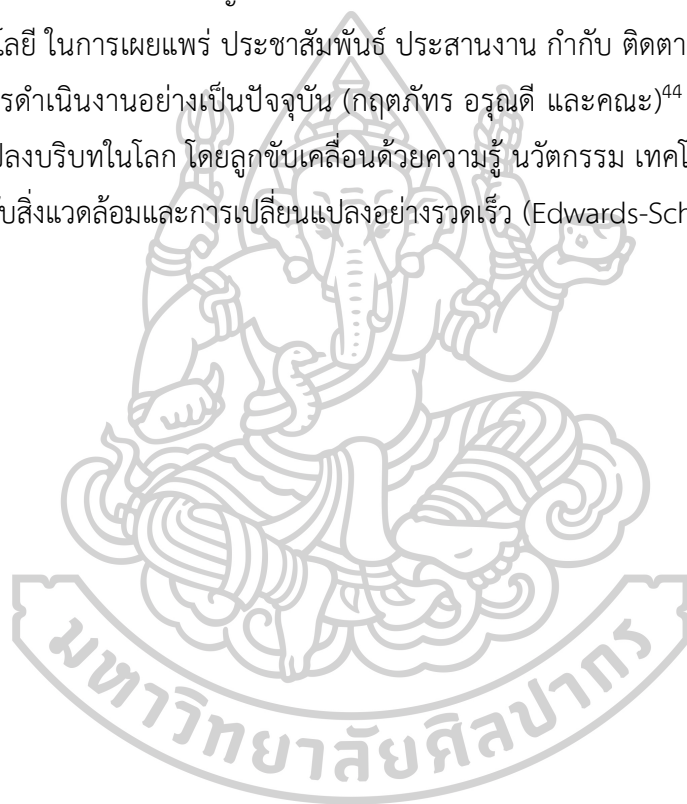 โลยี ในการเผยแพร่ ประชาสัมพันธ์ ประสานงาน กำกับ ติดตา
รดำเนินงานอย่างเป็นปัจจุบัน (กฤตภัทร อรุณดี และคณะ)44
ปลงบริบทในโลก โดยลูกขับเคลื่อนด้วยความรู้ นวัตกรรม เทคโ
ับสิ่งแวดล้อมและการเปลี่ยนแปลงอย่างรวดเร็ว (Edwards-Sch
มหาวิทยาลัยศิลปากร